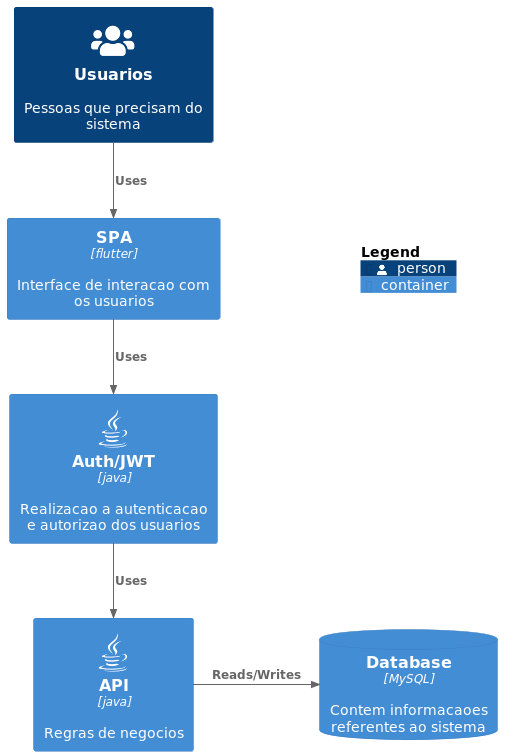 Usuarios
Pessoas que precisam do
sistema
Uses
SPA
[flutter]
Interface de interacao com
os usuarios
Legend
person
container
Uses
Auth/JWT
[java]
Realizacao a autenticacao
e autorizao dos usuarios
Uses
API
[java]
Regras de negocios
Reads/Writes
Database
[MySQL]
Contem informacaoes
referentes ao sistema